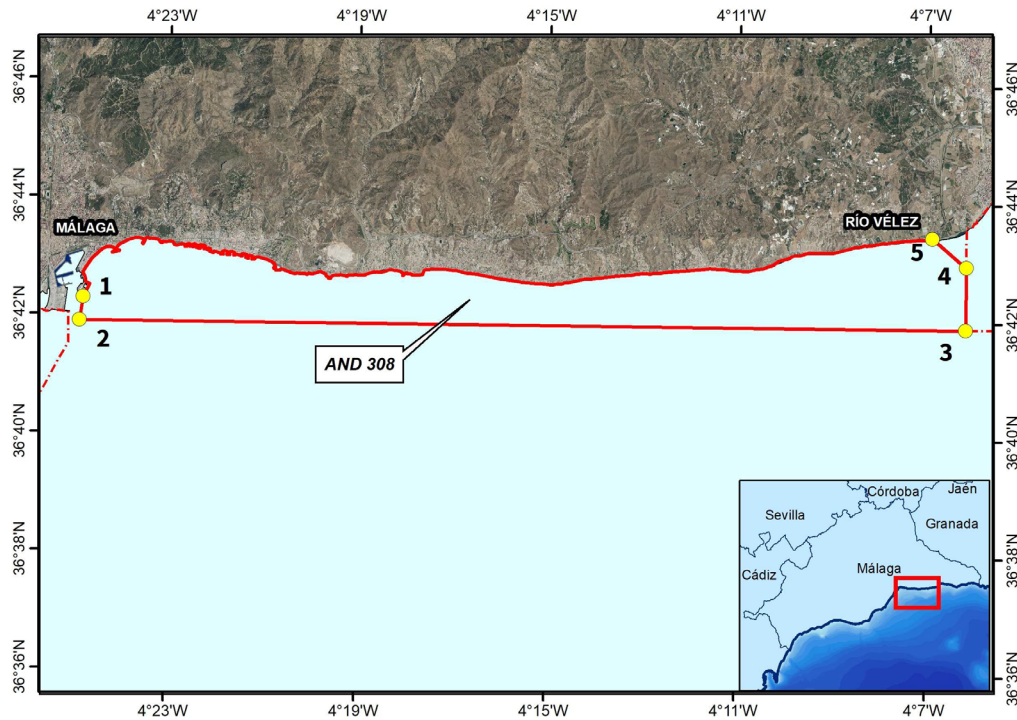 4°23'W 4°19'W 4°15'W 4°11'W 4°7'W
36°46'N 36°46'N
36°44'N 36°44'N
MÁLAGA RÍO VÉLEZ
5
4
1
36°42'N 36°42'N
2 3
AND 308
36°40'N 36°40'N
Córdoba Jaén
Sevilla
Granada
36°38'N 36°38'N
Málaga
Cádiz
36°36'N 36°36'N
4°23'W 4°19'W 4°15'W 4°11'W 4°7'W